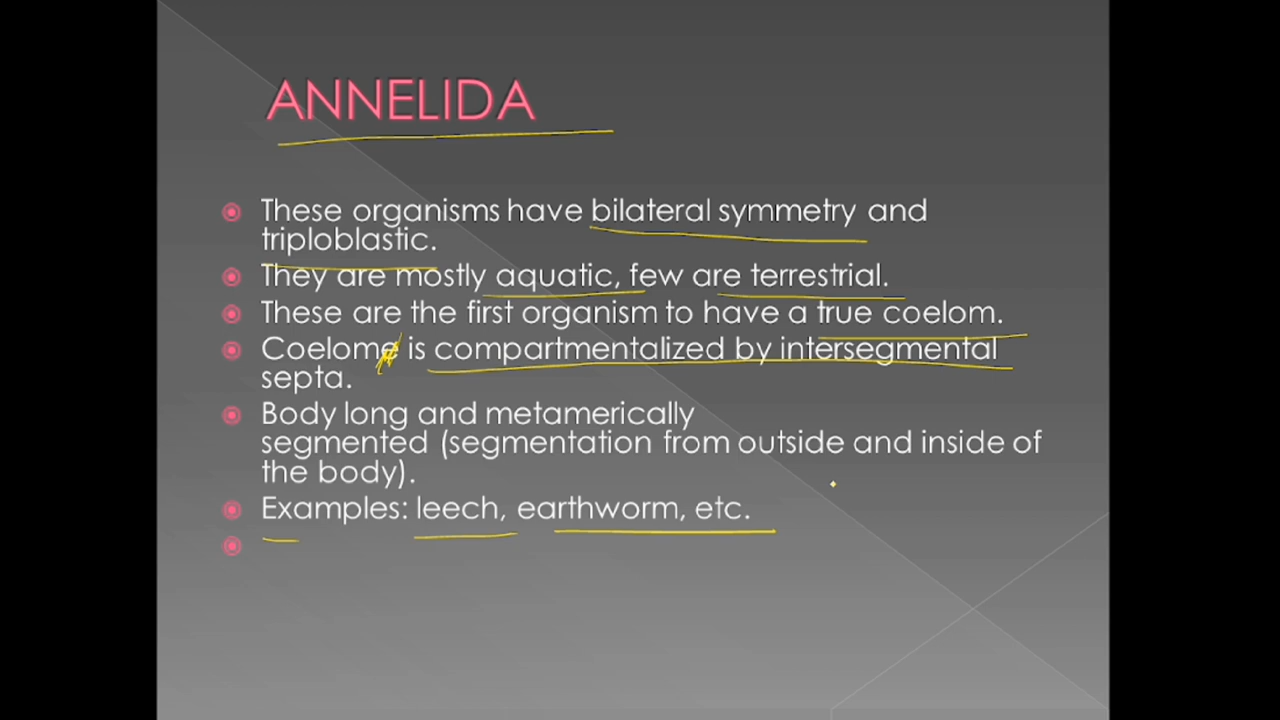 ANNELIDA
These organisms have bilateral symmetry and
triploblastic.
They are mostly aquatic, few are terrestrial.
These are the first organism to have a true coelom.
Coelome is compartmentalized by intersegmental
septa.
Body long and metamerically
segmented (segmentation from outside and inside of
the body).
Examples: leech, earthworm, etc.